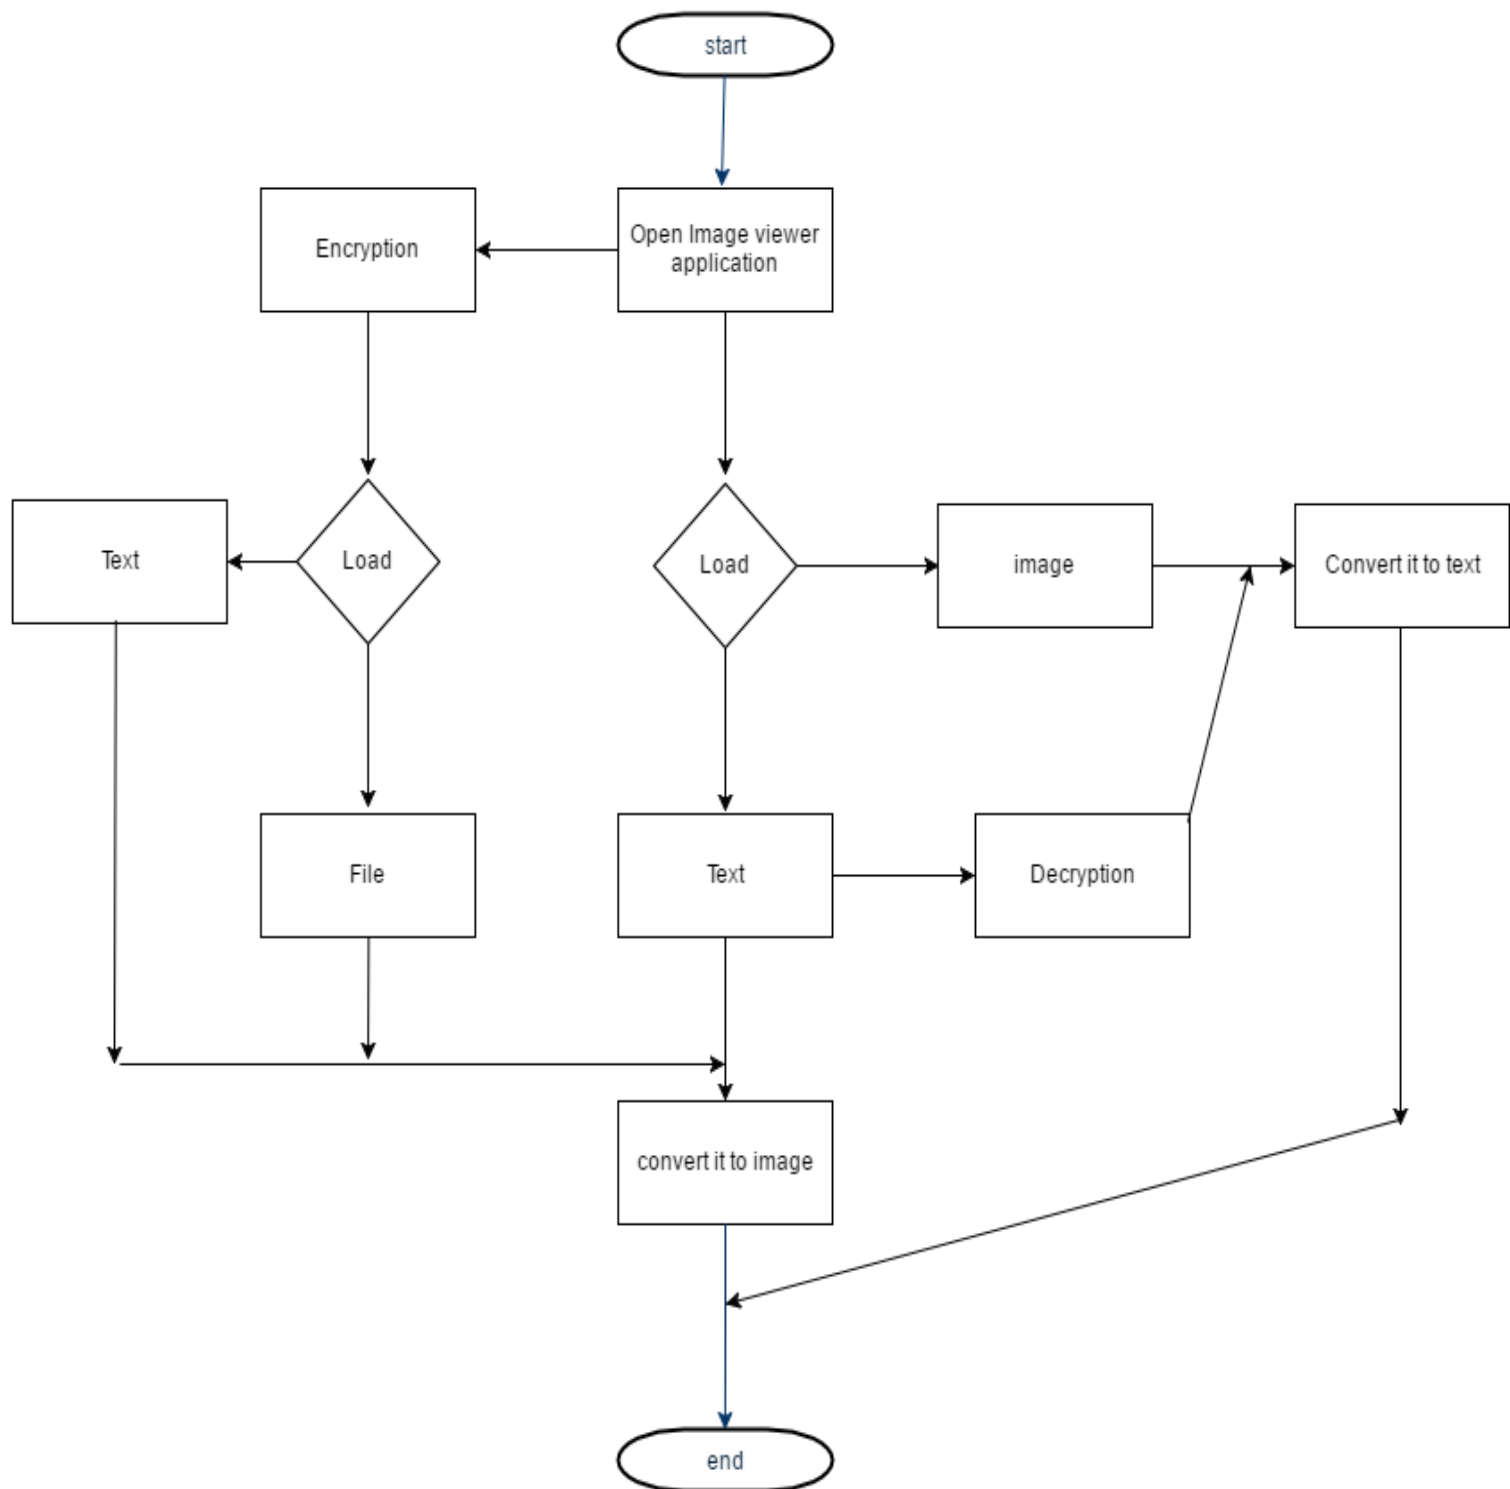 start
Encryption
Open Image viewer
application
Text
Load
Load
image
Convert it to text
File
Text
Decryption
convert it to image
end